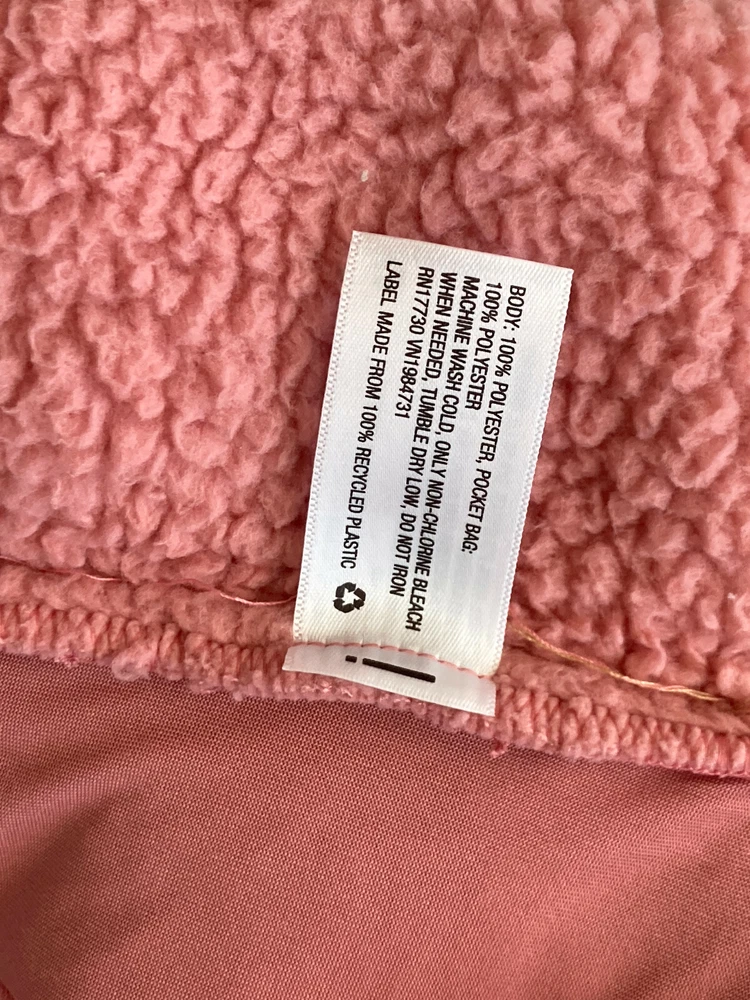 BODY: 100% POLYESTER, POCKET BAG:
100% POLYESTER
MACHINE WASH COLD, ONLY NON-CHLORINE BLEACH
WHEN NEEDED, TUMBLE DRY LOW, DO NOT IRON
RN17730 VN1984731
LABEL MADE FROM 100% RECYCLED PLASTIC